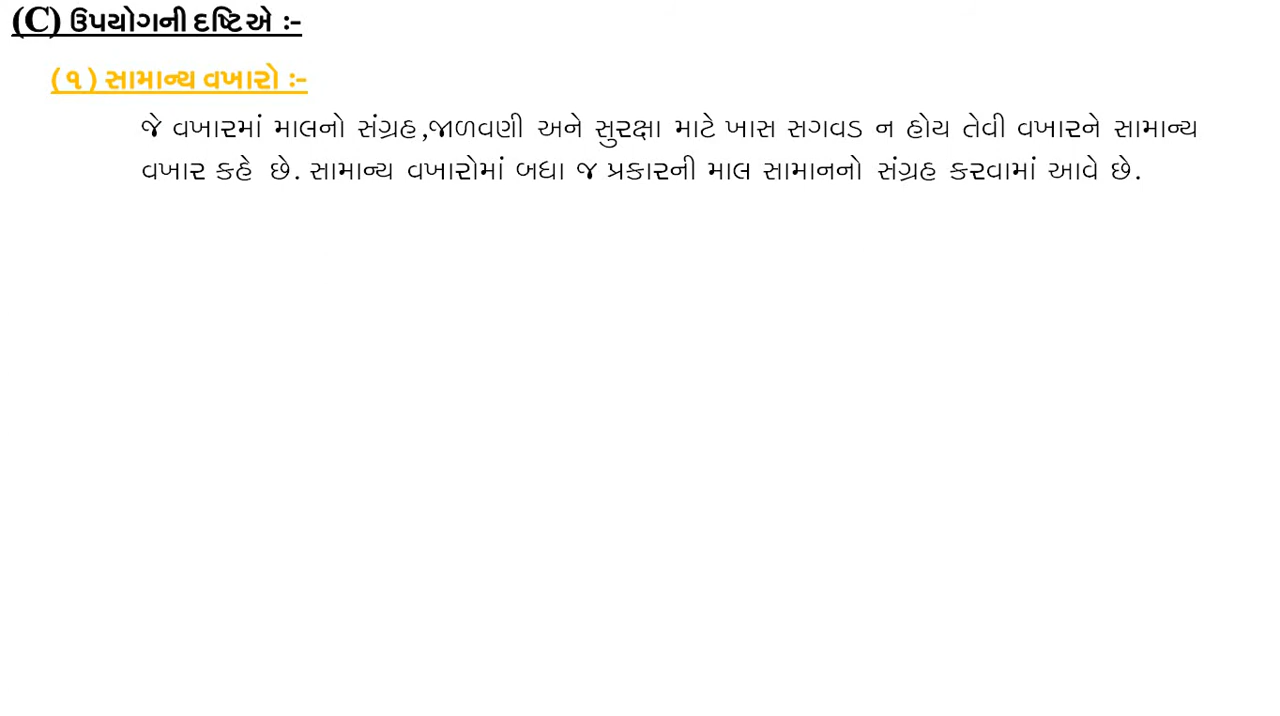 (C) ઉપયોગની દષ્ટિએ :-
(૧) સામાન્ય વખારો :-
જે વખારમાં માલનો સંગ્રહ,જાળવણી અને સુરક્ષા માટે ખાસ સગવડ ન હોય તેવી વખારને સામાન્ય
વખાર કહે છે. સામાન્ય વખારોમાં બધા જ પ્રકારની માલ સામાનનો સંગ્રહ કરવામાં આવે છે.